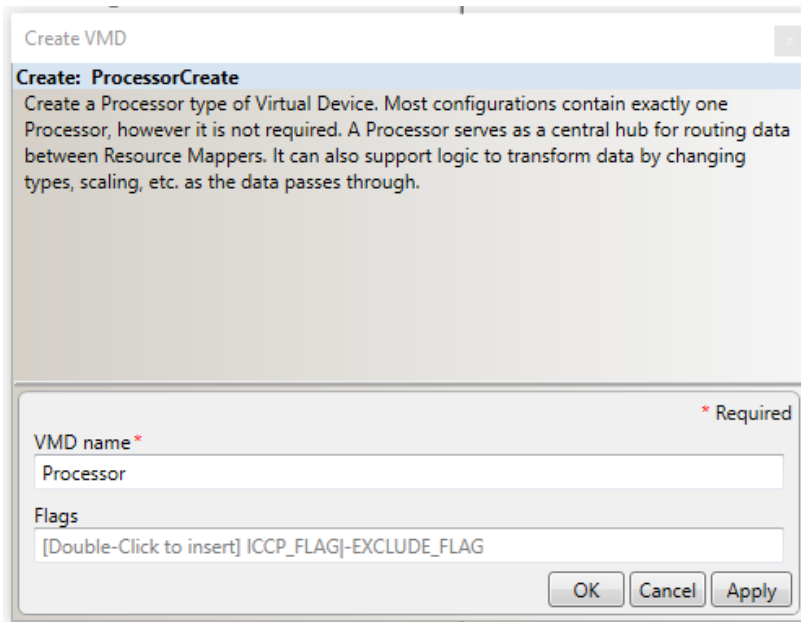 Create VMD
x
Create: ProcessorCreate
Create a Processor type of Virtual Device. Most configurations contain exactly one
Processor, however it is not required. A Processor serves as a central hub for routing data
between Resource Mappers. It can also support logic to transform data by changing
types, scaling, etc. as the data passes through.
* Required
VMD name*
Processor
Flags
[Double-Click to insert] ICCP_FLAG|-EXCLUDE_FLAG
OK Cancel Apply